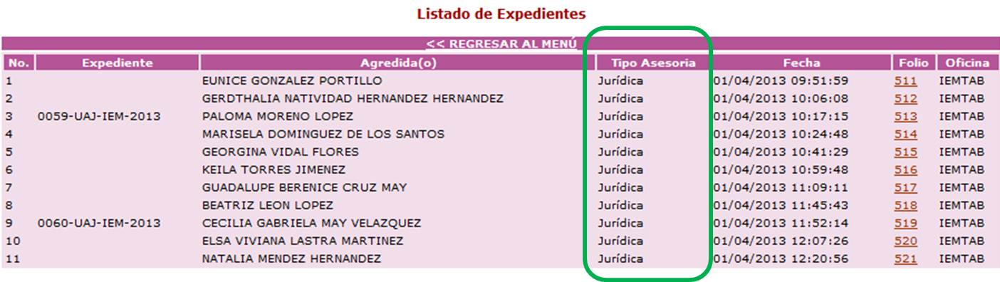 Listado de Expedientes
<< REGRESAR AL MENÚ
No. Expediente Agredida(o) Tipo Asesoria Fecha Folio Oficina
1 EUNICE GONZALEZ PORTILLO Jurídica 01/04/2013 09:51:59 511 IEMTAB
2 GERDTHALIA NATIVIDAD HERNANDEZ HERNANDEZ Jurídica 01/04/2013 10:06:08 512 IEMTAB
3 0059-UAJ-IEM-2013 PALOMA MORENO LOPEZ Jurídica 01/04/2013 10:17:15 513 IEMTAB
4 MARISELA DOMINGUEZ DE LOS SANTOS Jurídica 01/04/2013 10:24:48 514 IEMTAB
5 GEORGINA VIDAL FLORES Jurídica 01/04/2013 10:41:29 515 IEMTAB
6 KEILA TORRES JIMENEZ Jurídica 01/04/2013 10:59:48 516 IEMTAB
7 GUADALUPE BERENICE CRUZ MAY Jurídica 01/04/2013 11:09:11 517 IEMTAB
8 BEATRIZ LEON LOPEZ Jurídica 01/04/2013 11:45:43 518 IEMTAB
9 0060-UAJ-IEM-2013 CECILIA GABRIELA MAY VELAZQUEZ Jurídica 01/04/2013 11:52:14 519 IEMTAB
10 ELSA VIVIANA LASTRA MARTINEZ Jurídica 01/04/2013 12:07:26 520 IEMTAB
11 NATALIA MENDEZ HERNANDEZ Jurídica 01/04/2013 12:20:56 521 IEMTAB